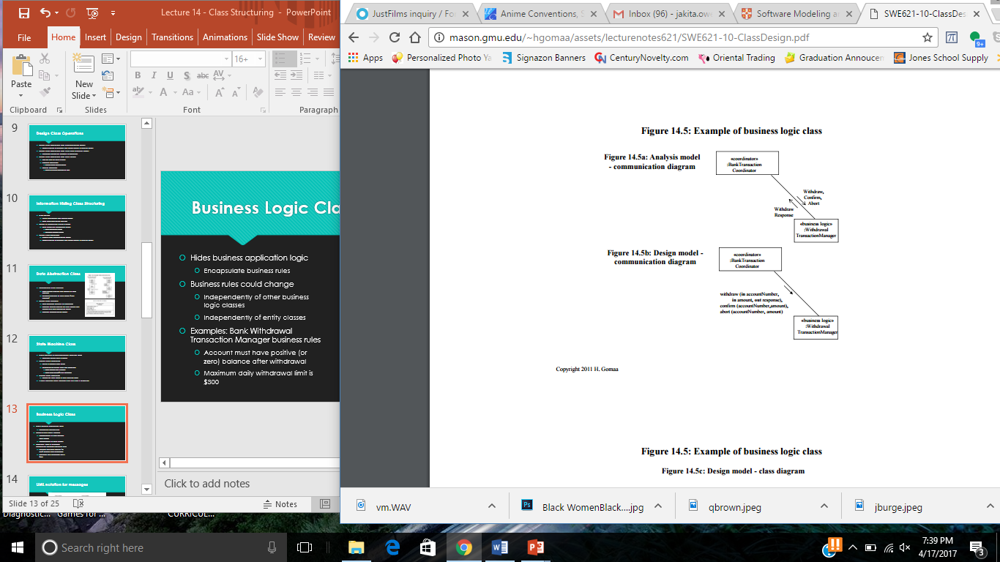 Lecture 14 - Class Structuring - PowerPoint
File Home Insert Design Transitions Animations Slide Show Review
Paste
New
Slide
16+
B I U S abc AV
A Aa A A
Clipboard Slides Font Paragraph
9
Design Class Operations
10
Information Hiding Class Structuring
11
Data Abstraction Class
12
State Machine Class
13
Business Logic Class
14
UML notation for messages
Business Logic Cla
Hides business application logic
Encapsulate business rules
Business rules could change
Independently of other business
logic classes
Independently of entity classes
Examples: Bank Withdrawal
Transaction Manager business rules
Account must have positive (or
zero) balance after withdrawal
Maximum daily withdrawal limit is
$300
Click to add notes
Slide 13 of 25
Notes
Diagnostic... Games for ... CURRICUL...
JustFilms inquiry / Fo
Anime Conventions, S
Inbox (96) - jakita.owe
Software Modeling a
SWE621-10-ClassDes
mason.gmu.edu/~hgomaa/assets/lecturenotes621/SWE621-10-ClassDesign.pdf
9+
Apps Personalized Photo Ya Signazon Banners CenturyNovelty.com Oriental Trading Graduation Announcen Jones School Supply
Figure 14.5: Example of business logic class
Figure 14.5a: Analysis model
- communication diagram
«coordinator»
:BankTransaction
Coordinator
Withdraw,
Confirm,
Abort
Withdraw
Response
«business logic»
:Withdrawal
TransactionManager
Figure 14.5b: Design model -
communication diagram
«coordinator»
:BankTransaction
Coordinator
withdraw (in accountNumber,
in amount, out response),
confirm (accountNumber,amount),
abort (accountNumber, amount)
«business logic»
:Withdrawal
TransactionManager
Copyright 2011 H. Gomaa
Figure 14.5: Example of business logic class
Figure 14.5c: Design model - class diagram
vm.WAV
Black WomenBlack....jpg
qbrown.jpeg
jburge.jpeg
Search right here
7:39 PM
4/17/2017
3